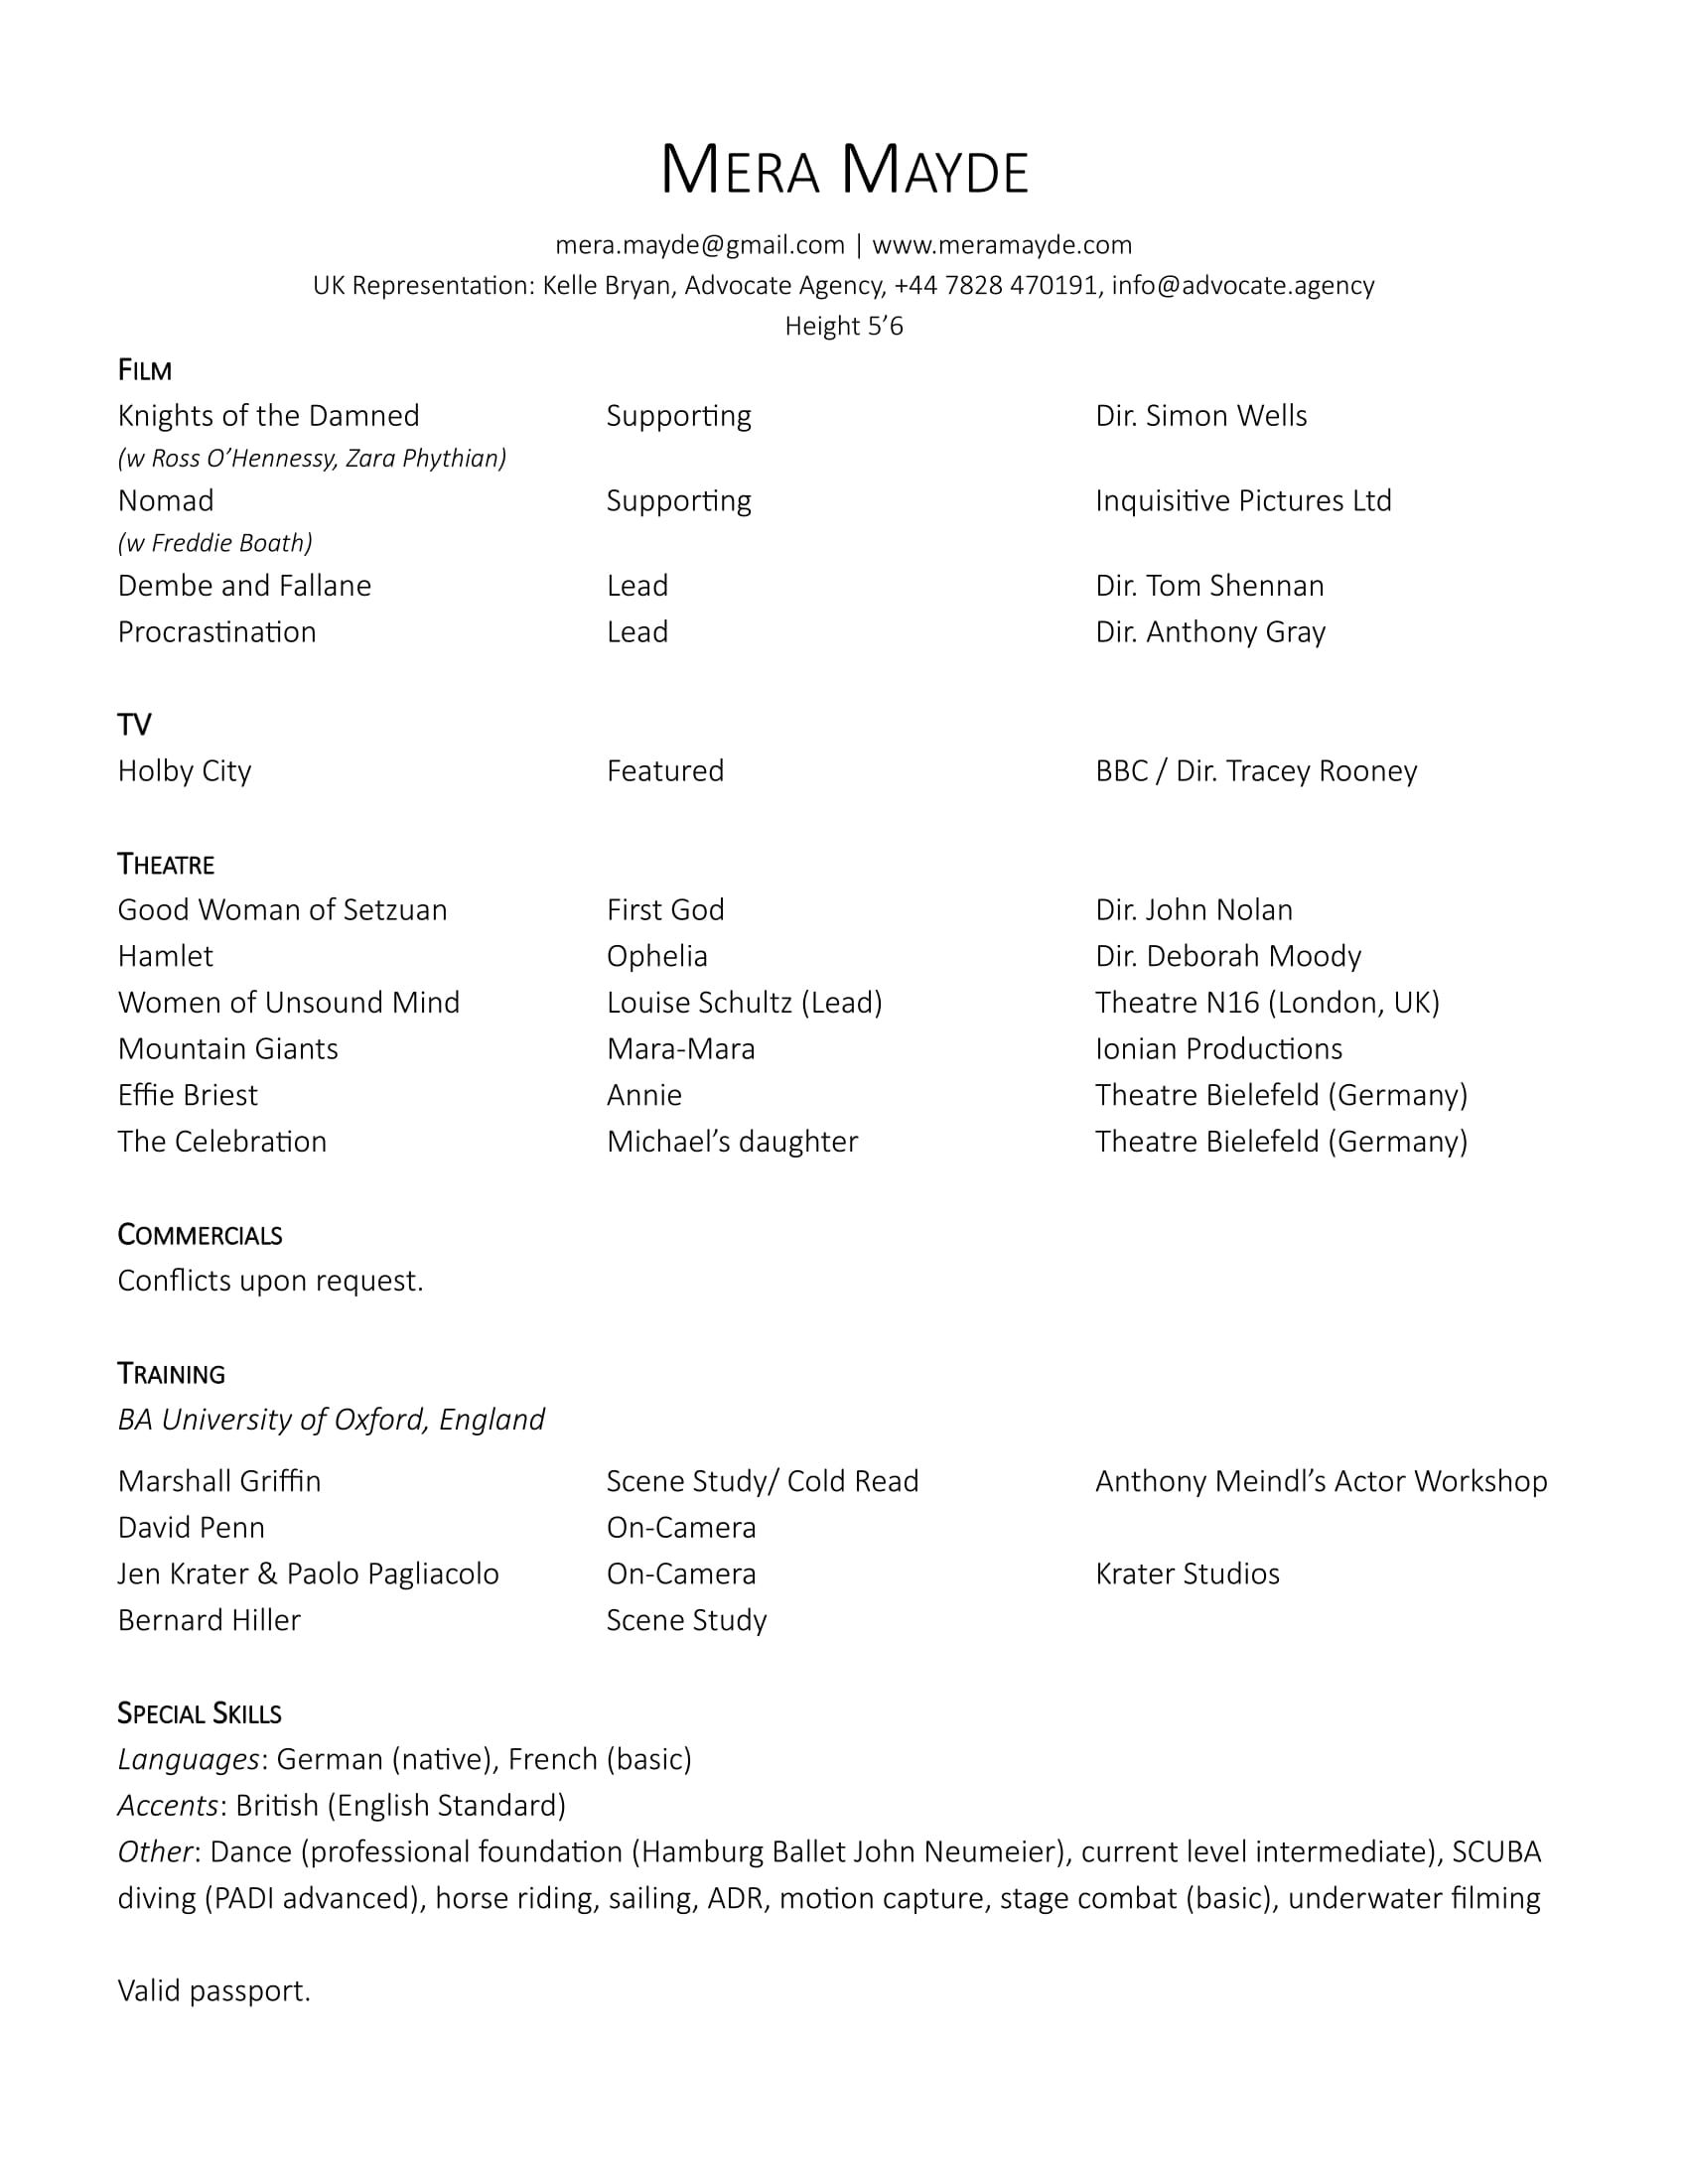 MERA MAYDE
mera.mayde@gmail.com | www.meramayde.com
UK Representation: Kelle Bryan, Advocate Agency, +44 7828 470191, info@advocate.agency
Height 5’6
FILM
Knights of the Damned Supporting Dir. Simon Wells
(w Ross O’Hennessy, Zara Phythian)
Nomad Supporting Inquisitive Pictures Ltd
(w Freddie Boath)
Dembe and Fallane Lead Dir. Tom Shennan
Procrastination Lead Dir. Anthony Gray
TV
Holby City Featured BBC / Dir. Tracey Rooney
THEATRE
Good Woman of Setzuan First God Dir. John Nolan
Hamlet Ophelia Dir. Deborah Moody
Women of Unsound Mind Louise Schultz (Lead) Theatre N16 (London, UK)
Mountain Giants Mara-Mara Ionian Productions
Effie Briest Annie Theatre Bielefeld (Germany)
The Celebration Michael’s daughter Theatre Bielefeld (Germany)
COMMERCIALS
Conflicts upon request.
TRAINING
BA University of Oxford, England
Marshall Griffin Scene Study/ Cold Read Anthony Meindl’s Actor Workshop
David Penn On-Camera
Jen Krater & Paolo Pagliacolo On-Camera Krater Studios
Bernard Hiller Scene Study
SPECIAL SKILLS
Languages: German (native), French (basic)
Accents: British (English Standard)
Other: Dance (professional foundation (Hamburg Ballet John Neumeier), current level intermediate), SCUBA
diving (PADI advanced), horse riding, sailing, ADR, motion capture, stage combat (basic), underwater filming
Valid passport.